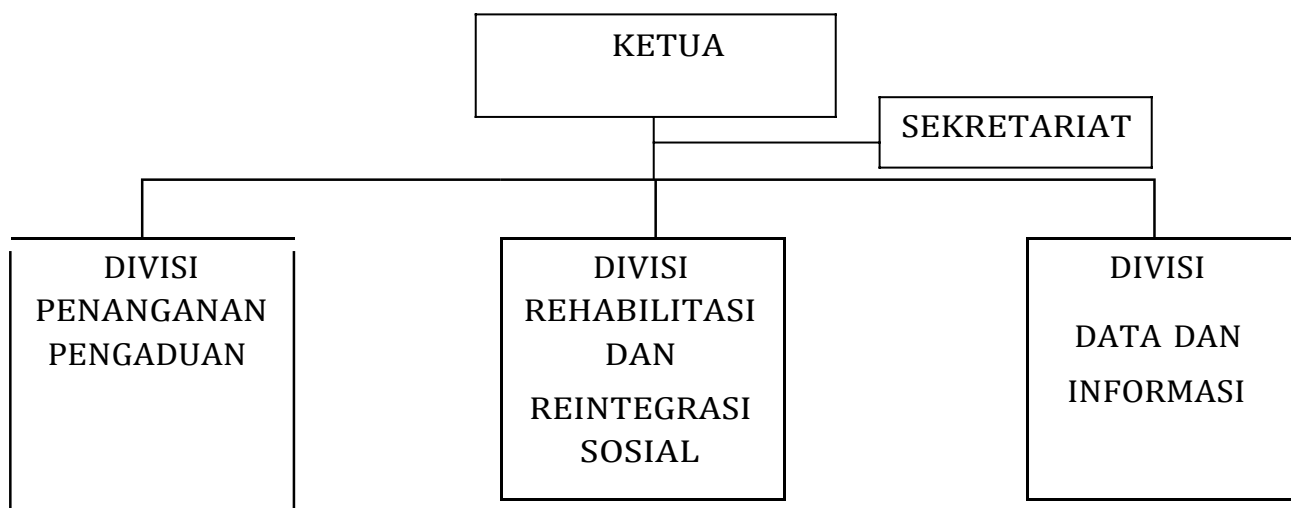 KETUA
SEKRETARIAT
DIVISI
PENANGANAN
PENGADUAN
DIVISI
REHABILITASI
DAN
REINTEGRASI
SOSIAL
DIVISI
DATA DAN
INFORMASI